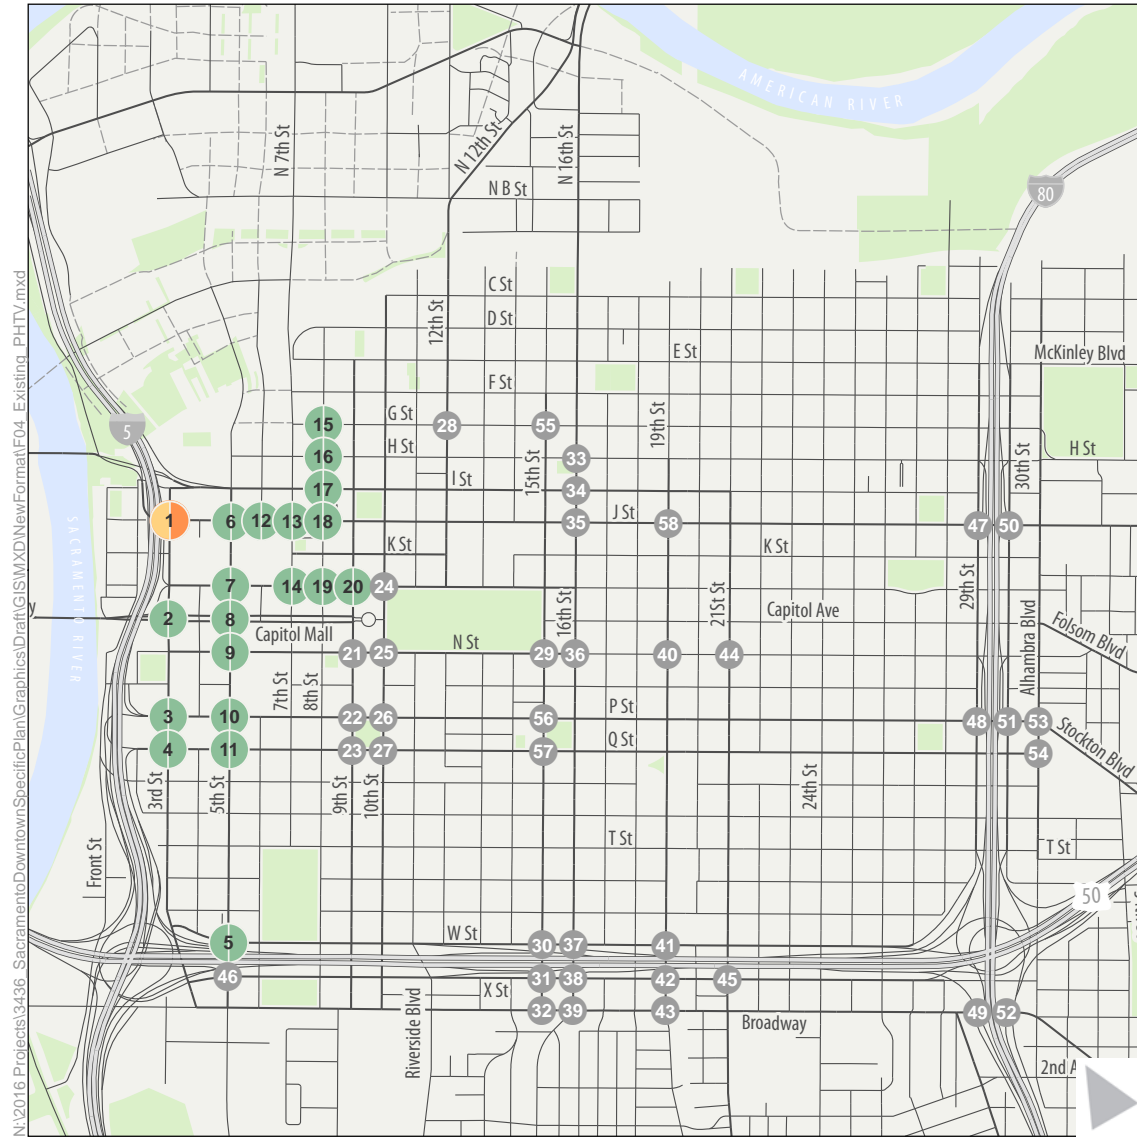 AMERICAN RIVER
N 7th St
N 12th St
N 16th St
N B St
80
C St
D St
12th St
E St
McKinley Blvd
F St
19th St
G St
15 28 55
5
H St
16 33
H St
15th St
I St
30th St
17 34
J St
1 6 12 13 18 35 58 47 50
K St
K St
SACRAMENTO RIVER
7 14 19 20 24
29th St
16th St
21St St
Capitol Ave
2 8
Capitol Mall
Folsom Blvd
N St
9 21 25 29 36 40 44
Alhambra Blvd
7th St
8th St
P St
3 10 22 26 56 48 51 53
Stockton Blvd
Q St
4 11 23 27 57 54
3rd St
5th St
9th St
10th St
24th St
Front St
T St
T St
50
W St
5 30 37 41
46 31 38 42 45
X St
32 39 43 49 52
Broadway
Riverside Blvd
2nd A
N:\2016 Projects\3436_SacramentoDowntownSpecificPlan\Graphics\Draft\GIS\MXD\NewFormat\F04_Existing_PHTV.mxd